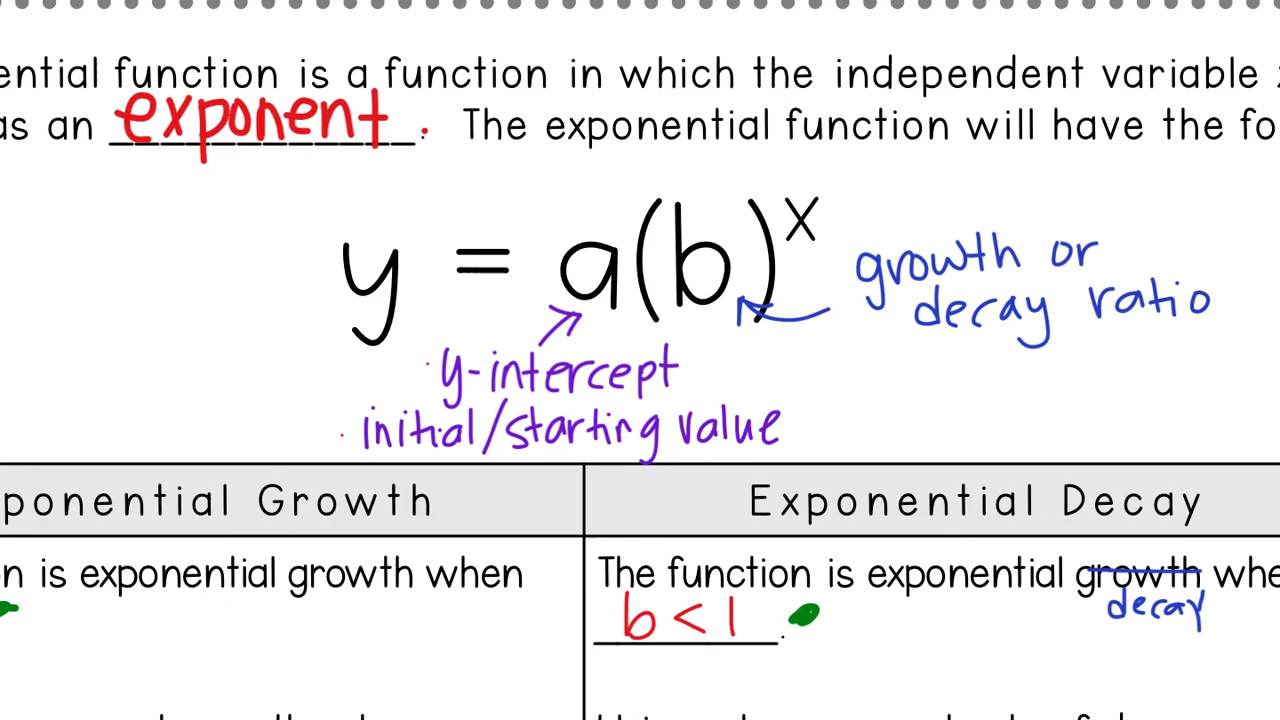 ential function is a function in which the independent variable
as an exponent. The exponential function will have the fo
y = a(b)^x
growth or
decay ratio
y-intercept
initial/starting value
ponential Growth
Exponential Decay
n is exponential growth when
The function is exponential growth whe
decay
b < 1.